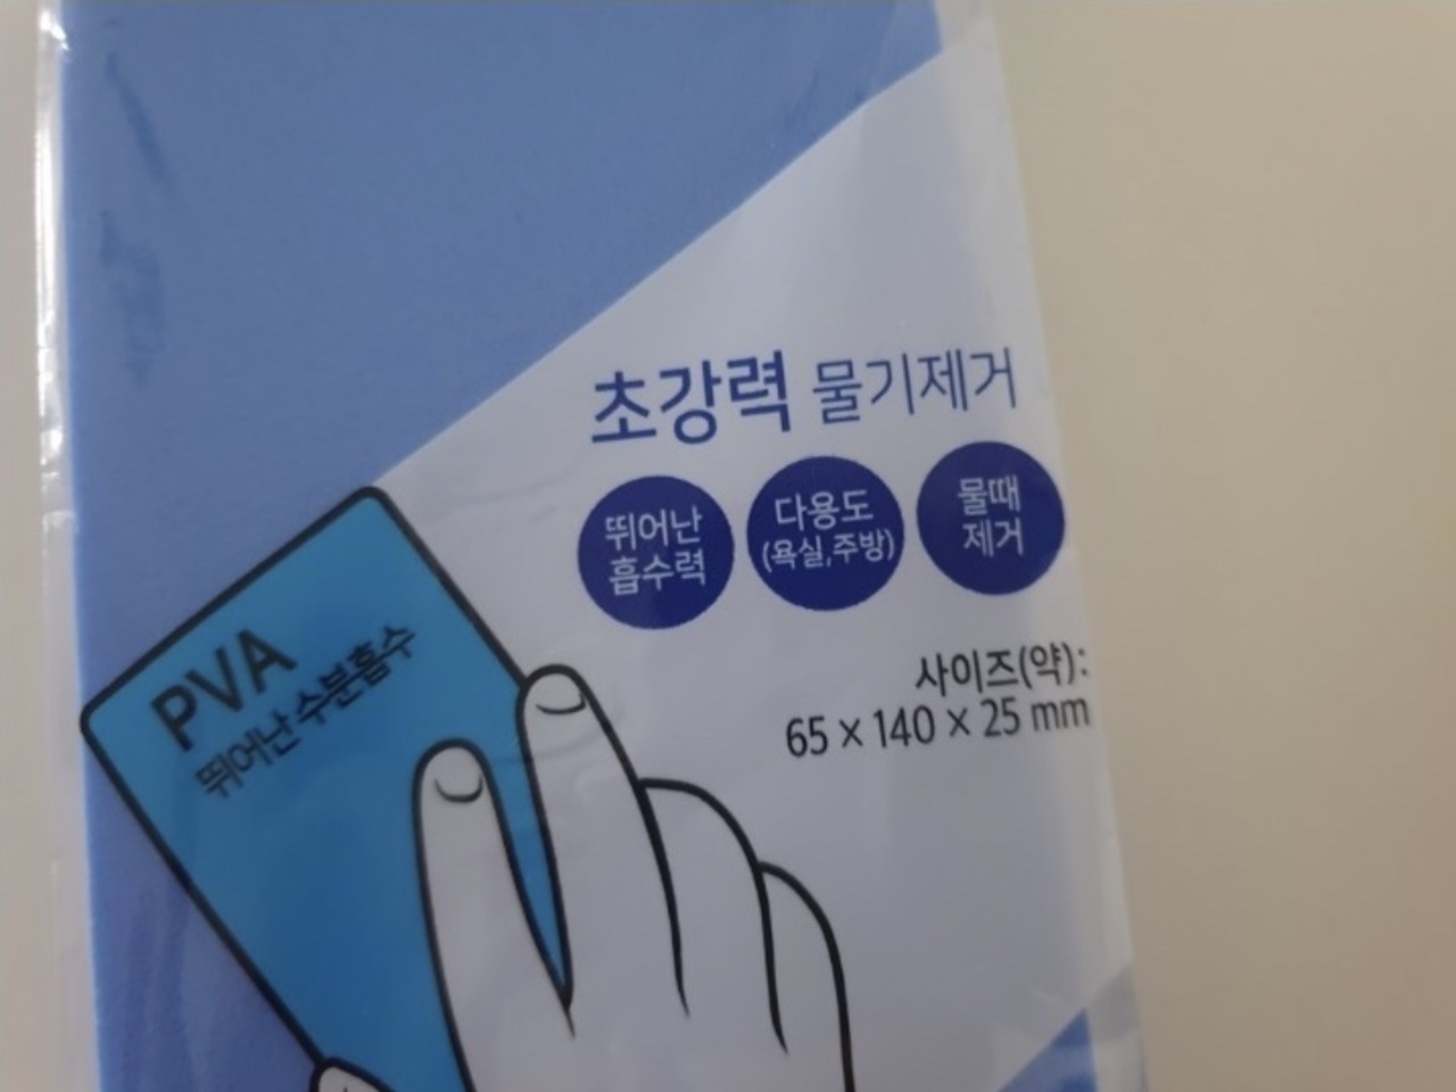 초강력 물기제거
뛰어난
흡수력
다용도
(욕실,주방)
물때
제거
사이즈(약):
65 × 140 × 25 mm
PVA
뛰어난 수분흡수